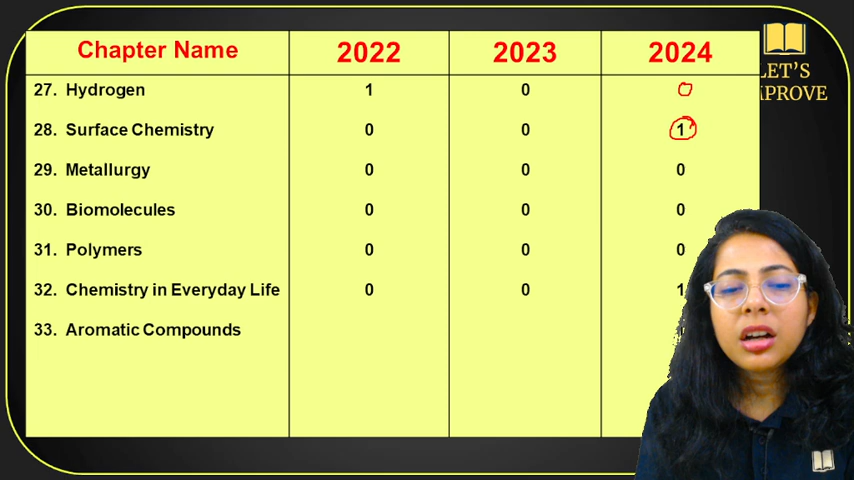 Chapter Name 2022 2023 2024
LET'S
27. Hydrogen 1 0 0
28. Surface Chemistry 0 0 1
29. Metallurgy 0 0 0
30. Biomolecules 0 0 0
31. Polymers 0 0 0
32. Chemistry in Everyday Life 0 0 1
33. Aromatic Compounds